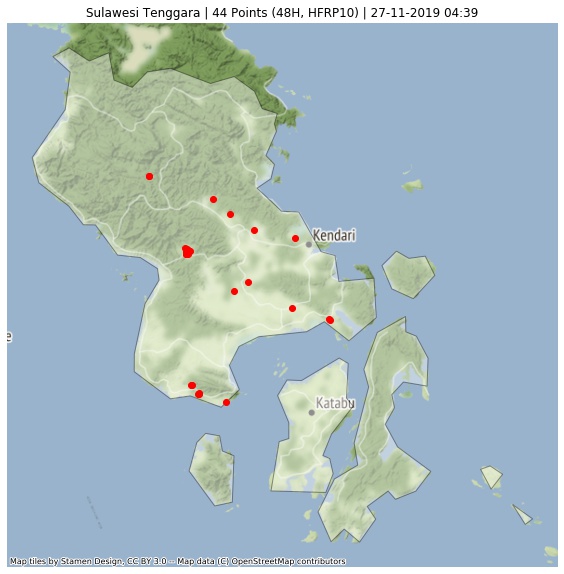 Sulawesi Tenggara | 44 Points (48H, HFRP10) | 27-11-2019 04:39
Kendari
e
Katabu
Map tiles by Stamen Design, CC BY 3.0 -- Map data (C) OpenStreetMap contributors